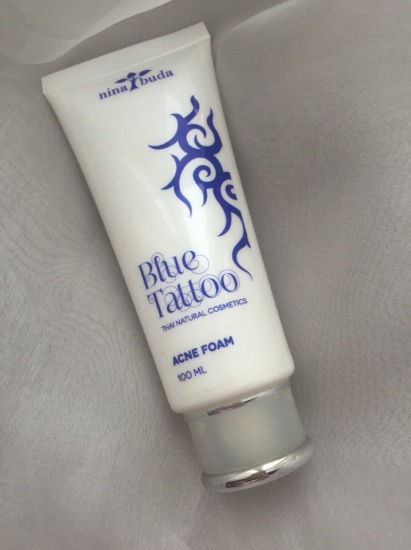 nina buda
Blue
Tattoo
THAI NATURAL COSMETICS
ACNE FOAM
100 ML